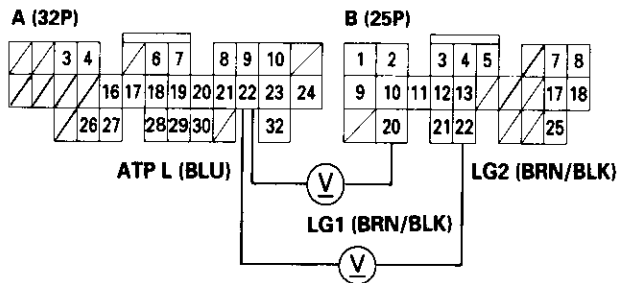 A (32P) B (25P)
3 4 6 7 8 9 10 1 2 3 4 5 7 8
16 17 18 19 20 21 22 23 24 9 10 11 12 13 17 18
26 27 28 29 30 32 20 21 22 25
ATP L (BLU) V LG2 (BRN/BLK)
LG1 (BRN/BLK)
V